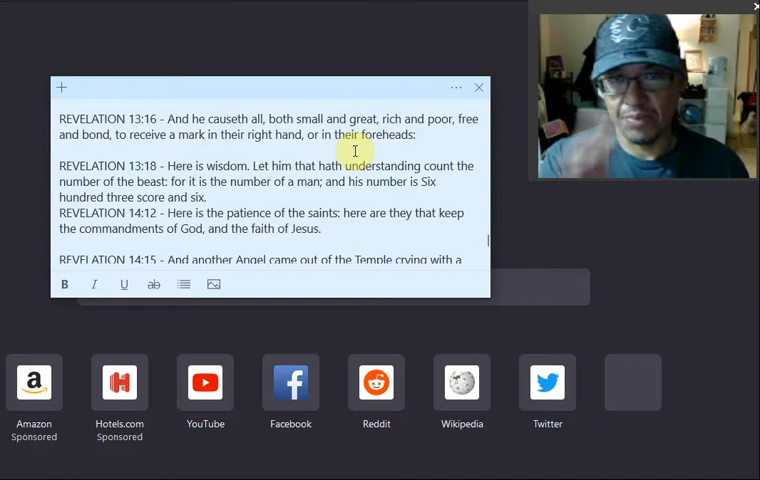 REVELATION 13:16 - And he causeth all, both small and great, rich and poor, free
and bond, to receive a mark in their right hand, or in their foreheads:
REVELATION 13:18 - Here is wisdom. Let him that hath understanding count the
number of the beast: for it is the number of a man; and his number is Six
hundred three score and six.
REVELATION 14:12 - Here is the patience of the saints: here are they that keep
the commandments of God, and the faith of Jesus.
REVELATION 14:15 - And another Angel came out of the Temple crying with a
B I U ab
Amazon
Sponsored
Hotels.com
Sponsored
YouTube
Facebook
Reddit
Wikipedia
Twitter